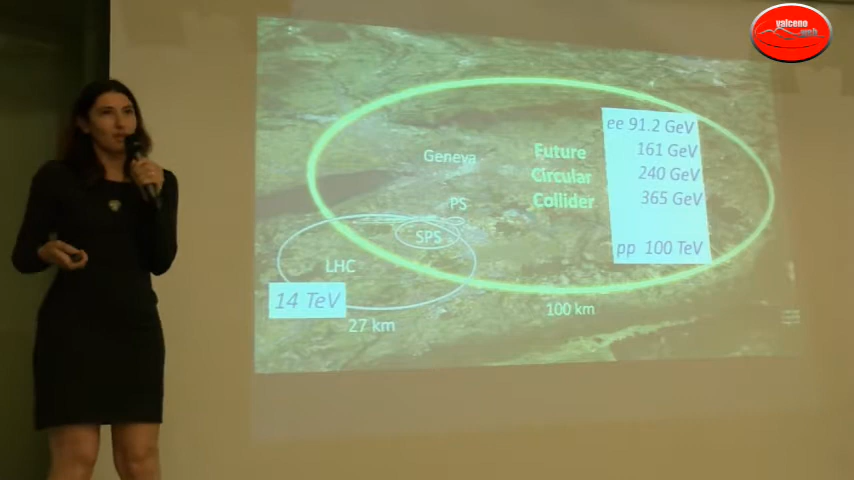 valceno
web
ee 91.2 GeV
161 GeV
240 GeV
365 GeV
pp 100 TeV
Future
Circular
Collider
Geneva
PS
SPS
LHC
14 TeV
27 km
100 km